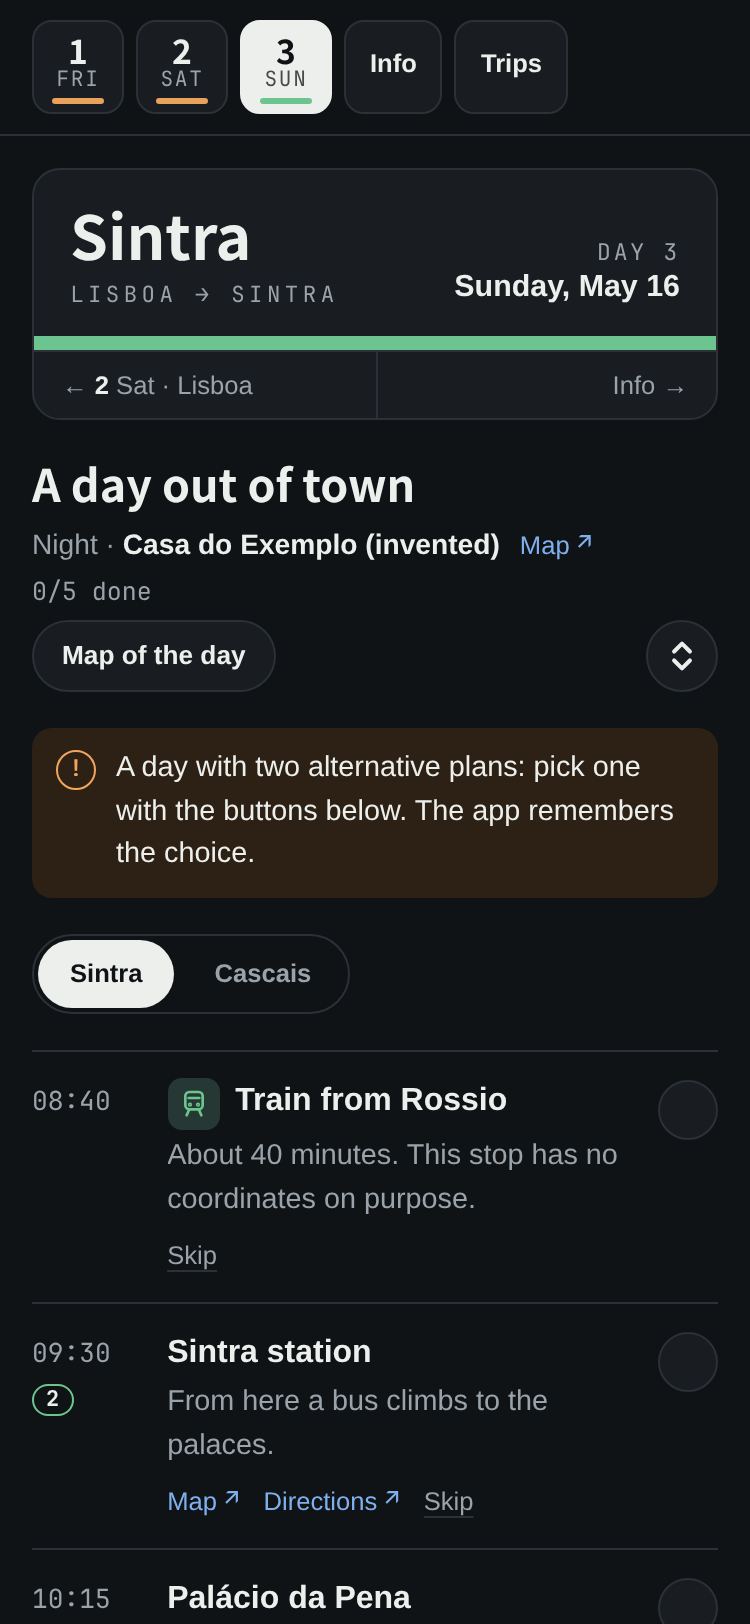 1
FRI
2
SAT
3
SUN
Info
Trips
Sintra
LISBOA → SINTRA
DAY 3
Sunday, May 16
← 2 Sat · Lisboa
Info →
A day out of town
Night · Casa do Exemplo (invented) Map ↗
0/5 done
Map of the day
! A day with two alternative plans: pick one
with the buttons below. The app remembers
the choice.
Sintra
Cascais
08:40
Train from Rossio
About 40 minutes. This stop has no
coordinates on purpose.
Skip
09:30
Sintra station
2
From here a bus climbs to the
palaces.
Map ↗ Directions ↗ Skip
10:15
Palácio da Pena